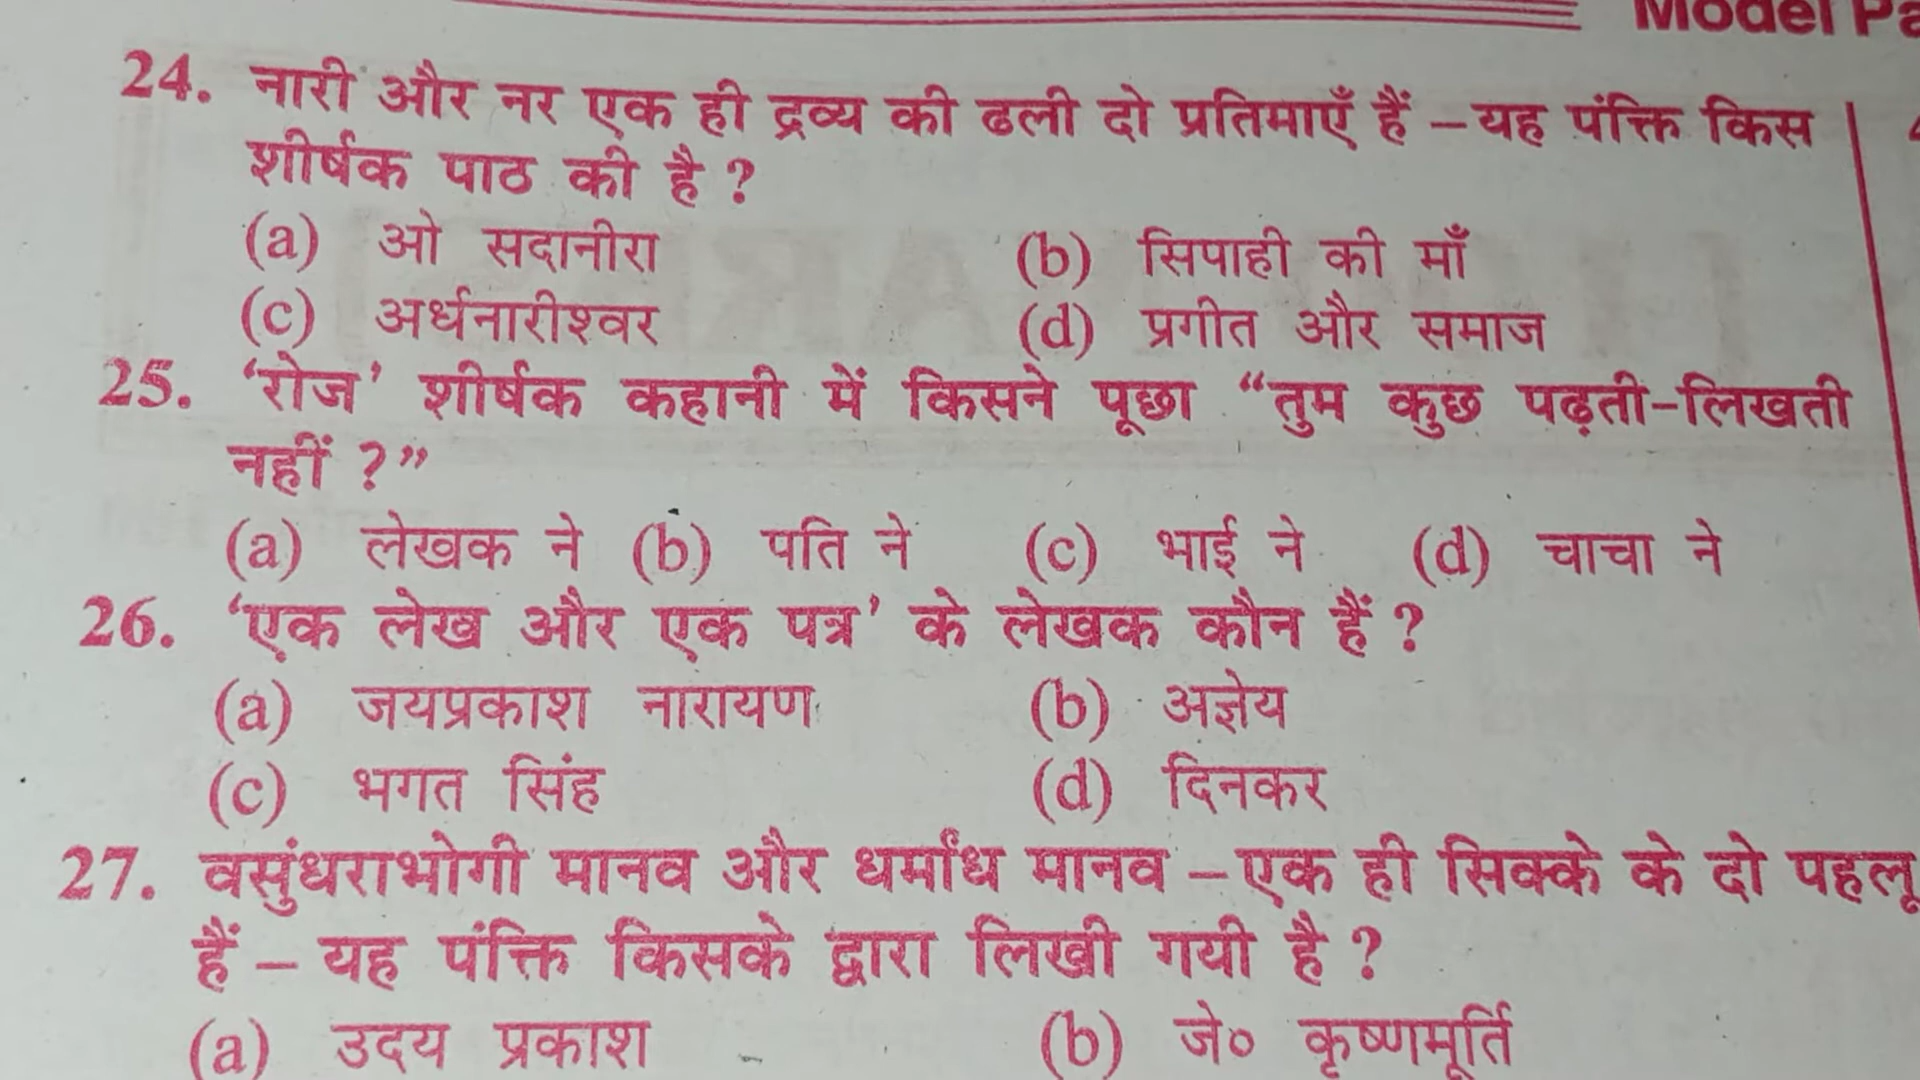 Model Pa
24. नारी और नर एक ही द्रव्य की ढली दो प्रतिमाएँ हैं – यह पंक्ति किस
शीर्षक पाठ की है ?
(a) ओ सदानीरा (b) सिपाही की माँ
(c) अर्धनारीश्वर (d) प्रगीत और समाज
25. ‘रोज’ शीर्षक कहानी में किसने पूछा “तुम कुछ पढ़ती-लिखती
नहीं ?”
(a) लेखक ने (b) पति ने (c) भाई ने (d) चाचा ने
26. ‘एक लेख और एक पत्र’ के लेखक कौन हैं ?
(a) जयप्रकाश नारायण (b) अज्ञेय
(c) भगत सिंह (d) दिनकर
27. वसुंधराभोगी मानव और धर्मांध मानव – एक ही सिक्के के दो पहलू
हैं – यह पंक्ति किसके द्वारा लिखी गयी है ?
(a) उदय प्रकाश (b) जे० कृष्णमूर्ति